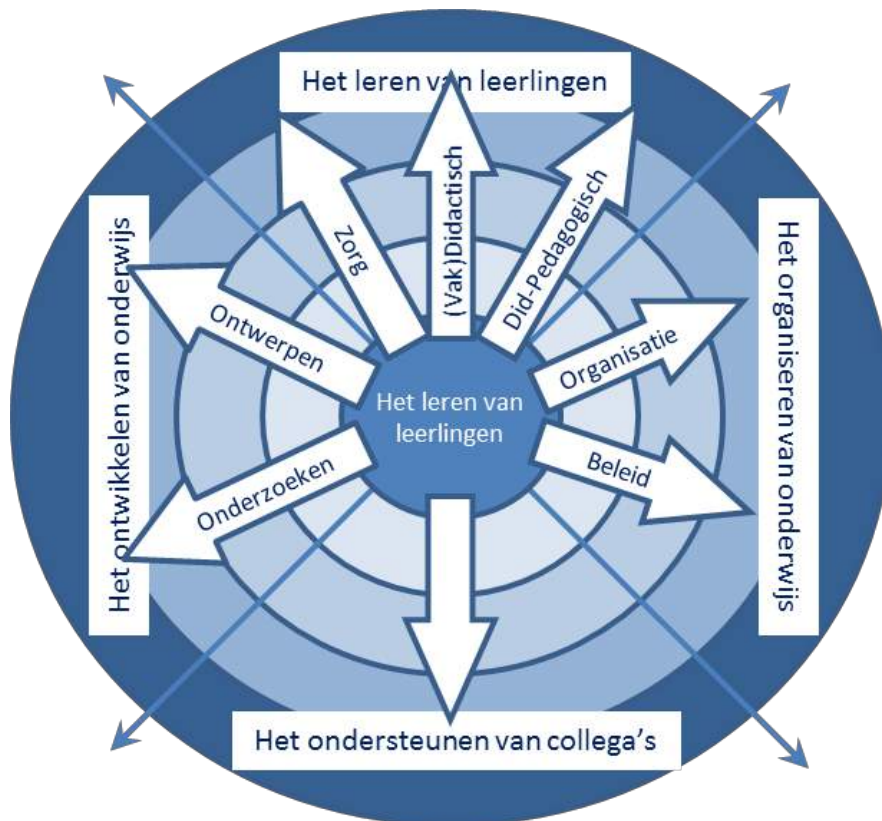 Het leren van leerlingen
Zorg
(Vak)Didactisch
Did-Pedagogisch
Het ontwikkelen van onderwijs
Het organiseren van onderwijs
Ontwerpen
Organisatie
Het leren van
leerlingen
Onderzoeken
Beleid
Het ondersteunen van collega's